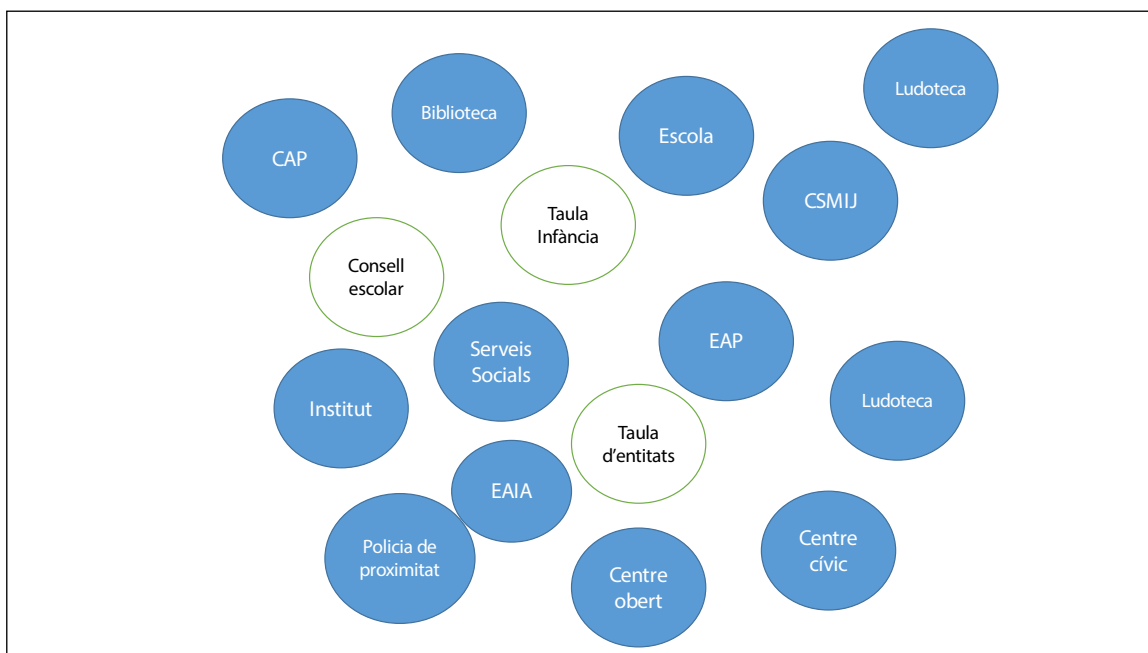 Ludoteca
Biblioteca
Escola
CAP
CSMIJ
Taula
Infància
Consell
escolar
EAP
Serveis
Socials
Institut
Ludoteca
Taula
d'entitats
EAIA
Policia de
proximitat
Centre
cívic
Centre
obert